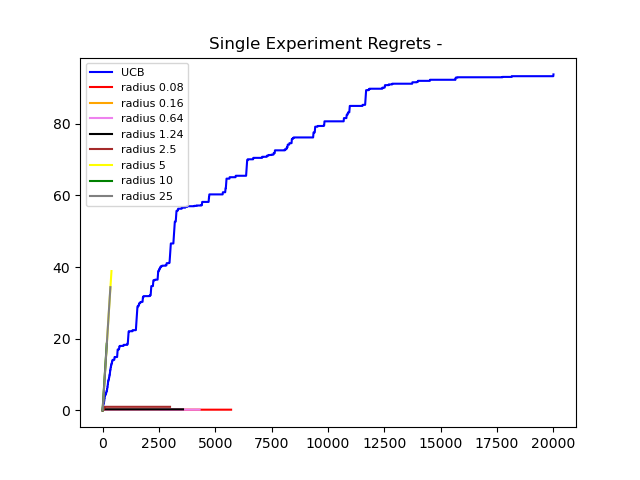 Single Experiment Regrets -
UCB
radius 0.08
radius 0.16
radius 0.64
radius 1.24
radius 2.5
radius 5
radius 10
radius 25
80
60
40
20
0
0 2500 5000 7500 10000 12500 15000 17500 20000